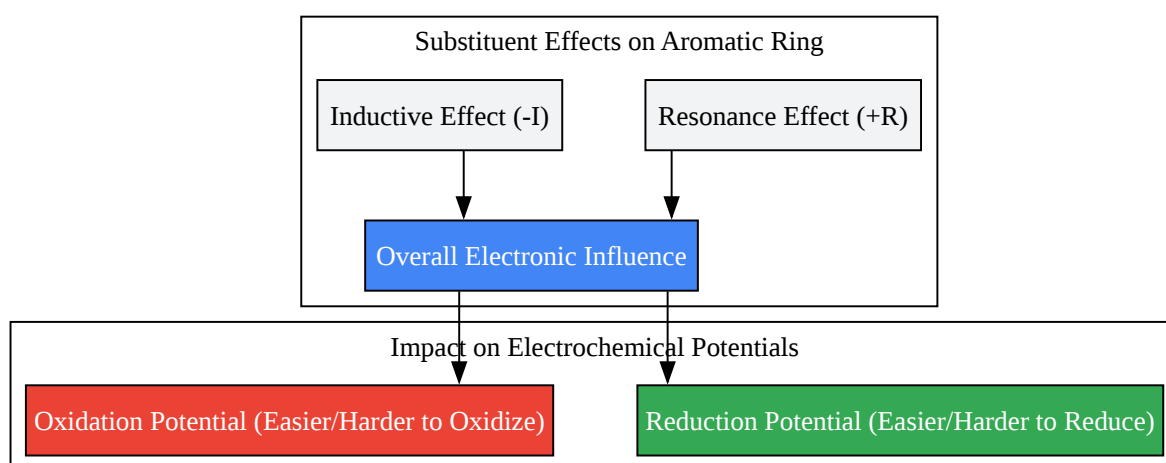 Substituent Effects on Aromatic Ring
Inductive Effect (-I)
Resonance Effect (+R)
Overall Electronic Influence
Impact on Electrochemical Potentials
Oxidation Potential (Easier/Harder to Oxidize)
Reduction Potential (Easier/Harder to Reduce)